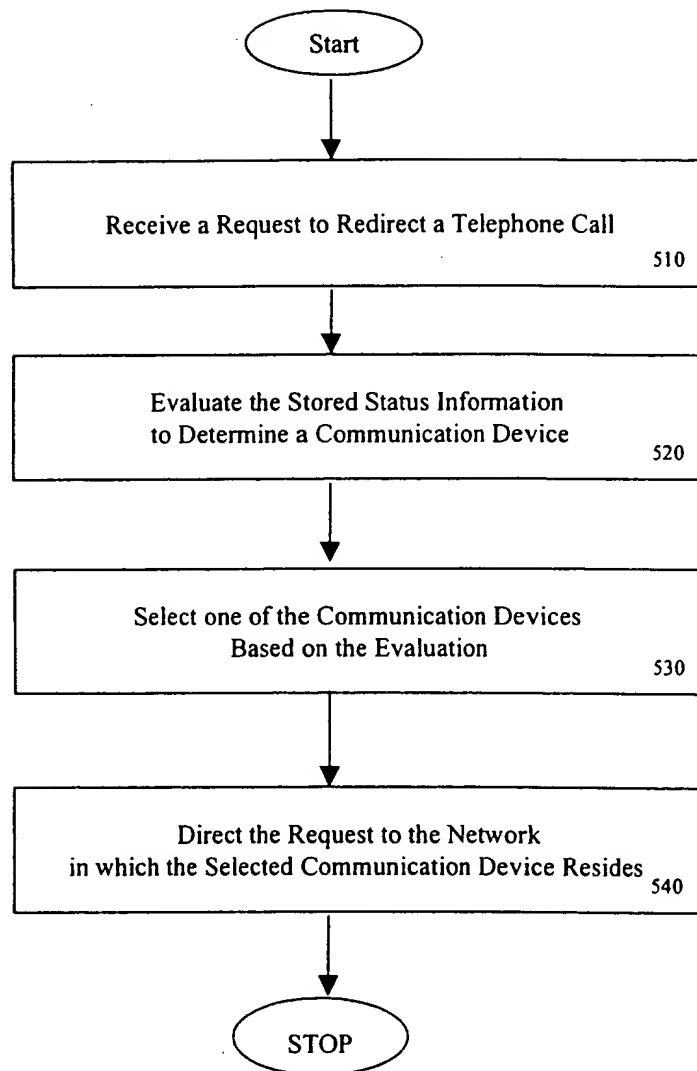 Start
Receive a Request to Redirect a Telephone Call
510
Evaluate the Stored Status Information
to Determine a Communication Device
520
Select one of the Communication Devices
Based on the Evaluation
530
Direct the Request to the Network
in which the Selected Communication Device Resides
540
STOP